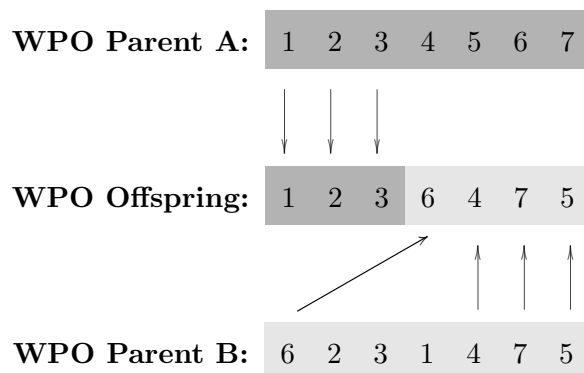 WPO Parent A: 1 2 3 4 5 6 7
WPO Offspring: 1 2 3 6 4 7 5
WPO Parent B: 6 2 3 1 4 7 5